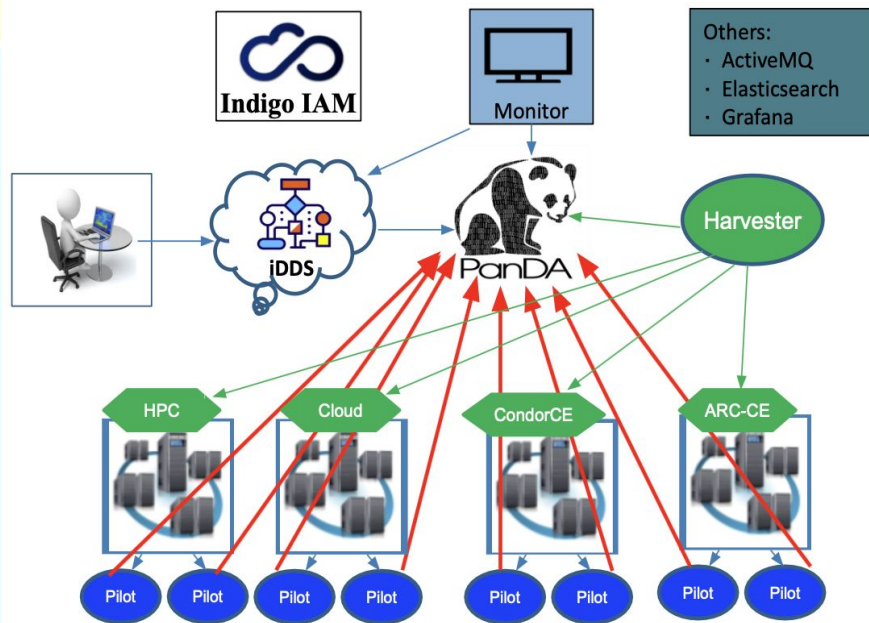 Indigo IAM
Monitor
Others:
· ActiveMQ
· Elasticsearch
· Grafana
iDDS
PanDA
Harvester
HPC
Cloud
CondorCE
ARC-CE
Pilot
Pilot
Pilot
Pilot
Pilot
Pilot
Pilot
Pilot